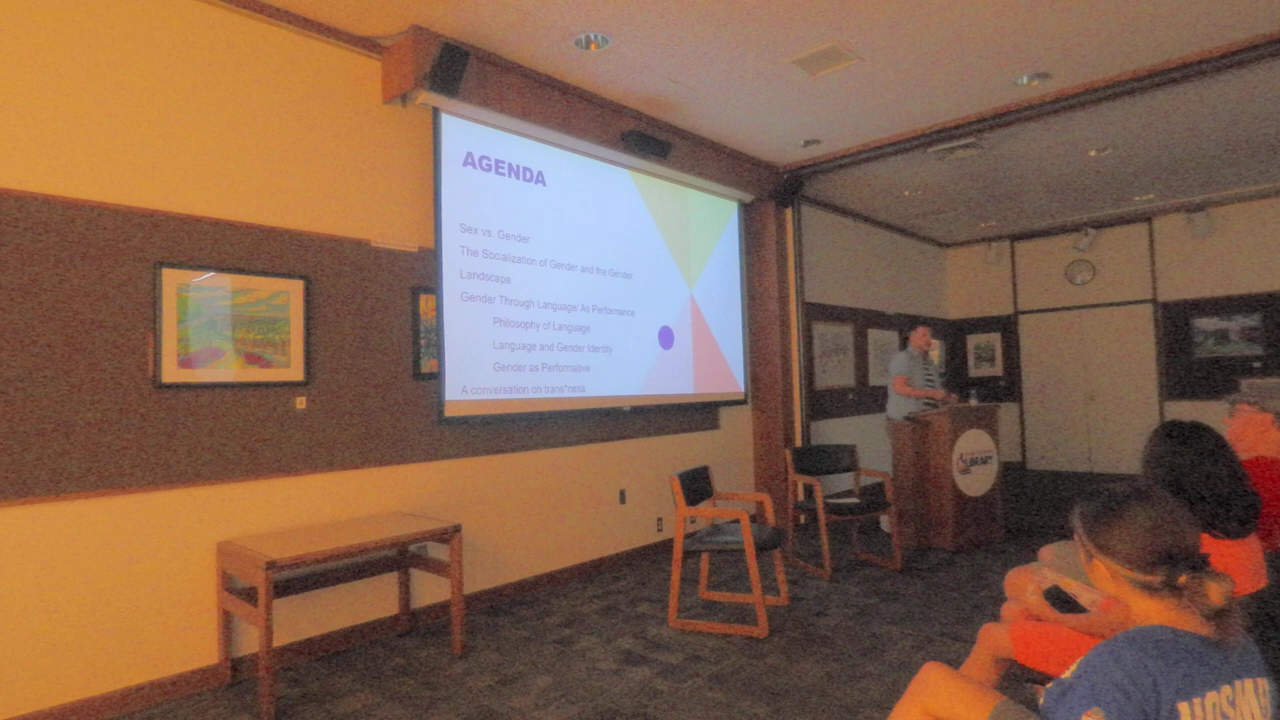 AGENDA
Sex vs. Gender
The Socialization of Gender and the Gender
Landscape
Gender Through Language/ As Performance
Philosophy of Language
Language and Gender Identity
Gender as Performative
A conversation on trans*ness
LIBRARY